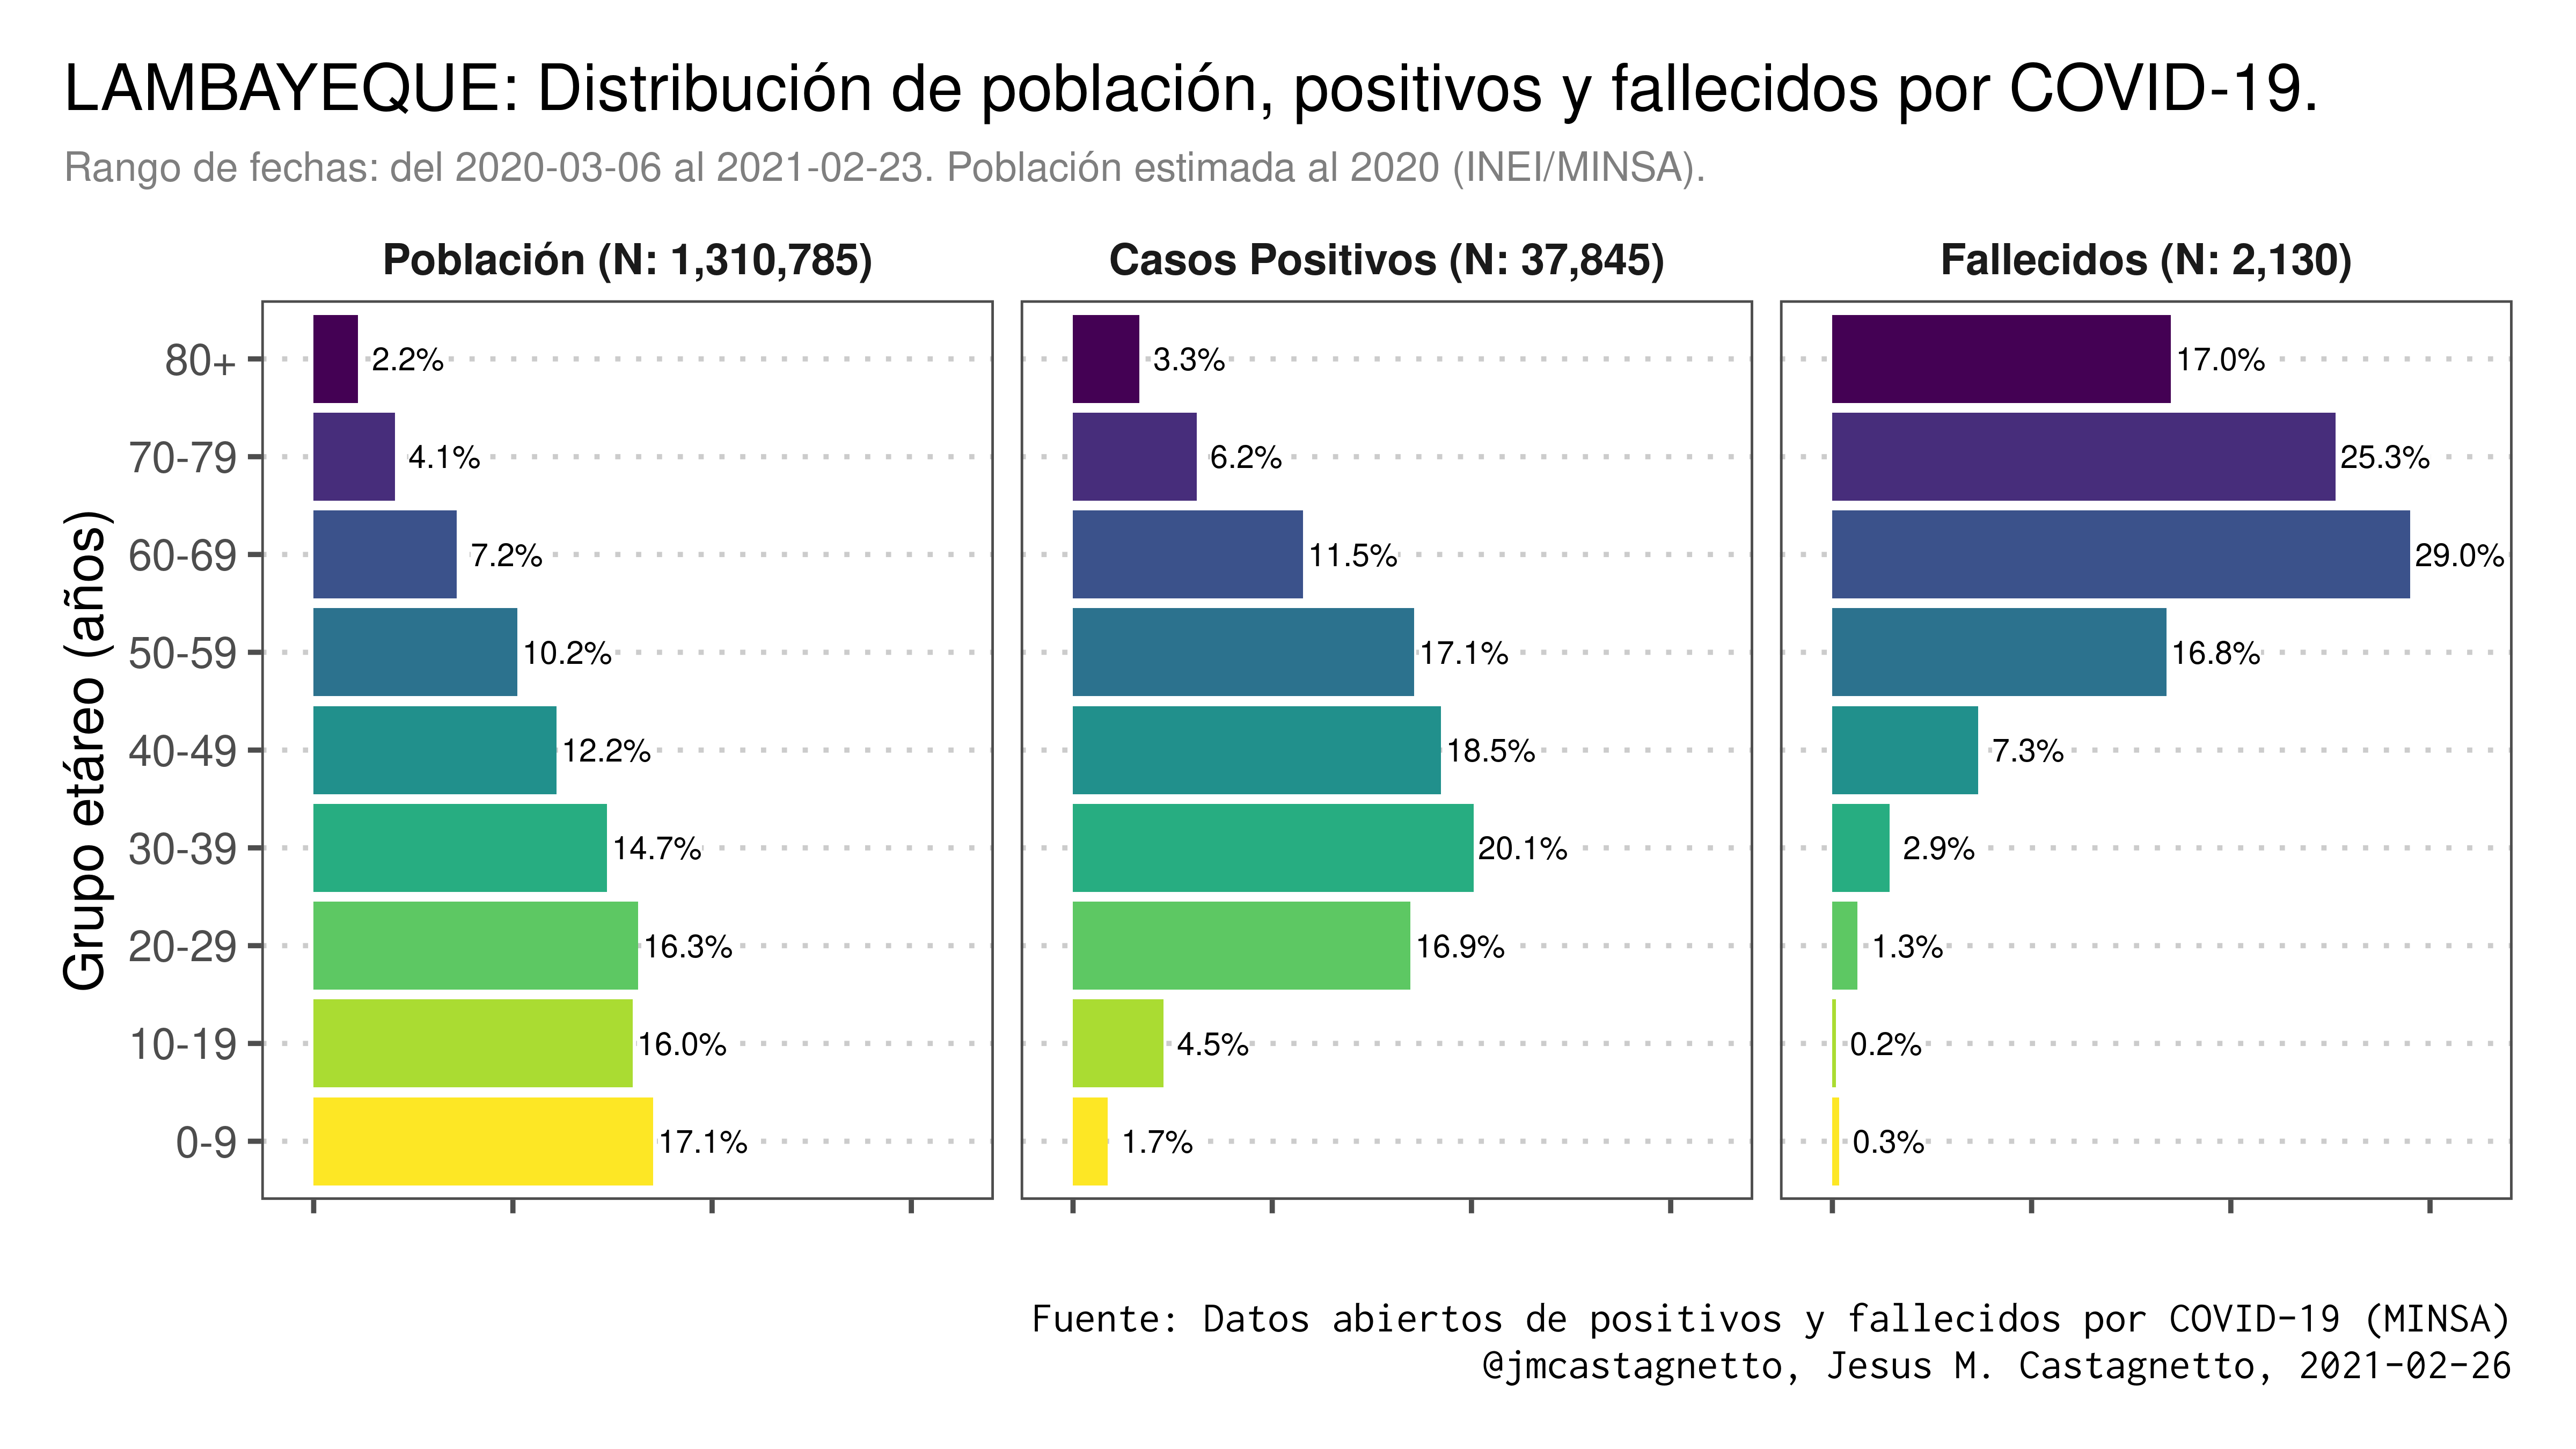 LAMBAYEQUE: Distribución de población, positivos y fallecidos por COVID-19.
Rango de fechas: del 2020-03-06 al 2021-02-23. Población estimada al 2020 (INEI/MINSA).
Población (N: 1,310,785)
Casos Positivos (N: 37,845)
Fallecidos (N: 2,130)
Grupo etáreo (años)
80+ 2.2% 3.3% 17.0%
70-79 4.1% 6.2% 25.3%
60-69 7.2% 11.5% 29.0%
50-59 10.2% 17.1% 16.8%
40-49 12.2% 18.5% 7.3%
30-39 14.7% 20.1% 2.9%
20-29 16.3% 16.9% 1.3%
10-19 16.0% 4.5% 0.2%
0-9 17.1% 1.7% 0.3%
Fuente: Datos abiertos de positivos y fallecidos por COVID-19 (MINSA)
@jmcastagnetto, Jesus M. Castagnetto, 2021-02-26